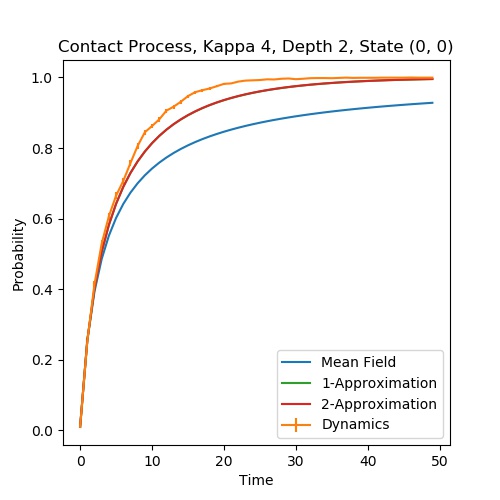 Contact Process, Kappa 4, Depth 2, State (0, 0)
1.0
0.8
0.6
0.4
0.2
0.0
Probability
0 10 20 30 40 50
Time
Mean Field
1-Approximation
2-Approximation
Dynamics